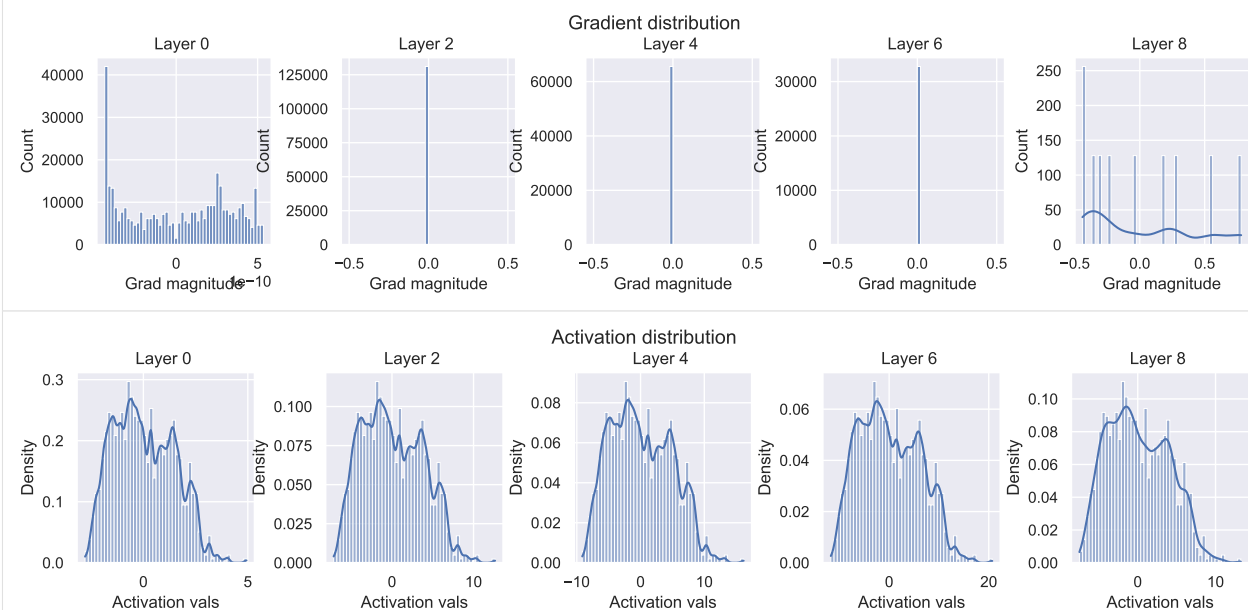 Gradient distribution
Layer 0
Layer 2
Layer 4
Layer 6
Layer 8
40000
30000
20000
10000
0
Count
0
5
1e−10
Grad magnitude
125000
100000
75000
50000
25000
0
Count
−0.5
0.0
0.5
Grad magnitude
60000
40000
20000
0
Count
−0.5
0.0
0.5
Grad magnitude
30000
20000
10000
0
Count
−0.5
0.0
0.5
Grad magnitude
250
200
150
100
50
0
Count
−0.5
0.0
0.5
Grad magnitude
Activation distribution
Layer 0
Layer 2
Layer 4
Layer 6
Layer 8
0.3
0.2
0.1
0.0
Density
0
5
Activation vals
0.100
0.075
0.050
0.025
0.000
Density
0
10
Activation vals
0.08
0.06
0.04
0.02
0.00
Density
−10
0
10
Activation vals
0.06
0.04
0.02
0.00
Density
0
20
Activation vals
0.10
0.08
0.06
0.04
0.02
0.00
Density
0
10
Activation vals